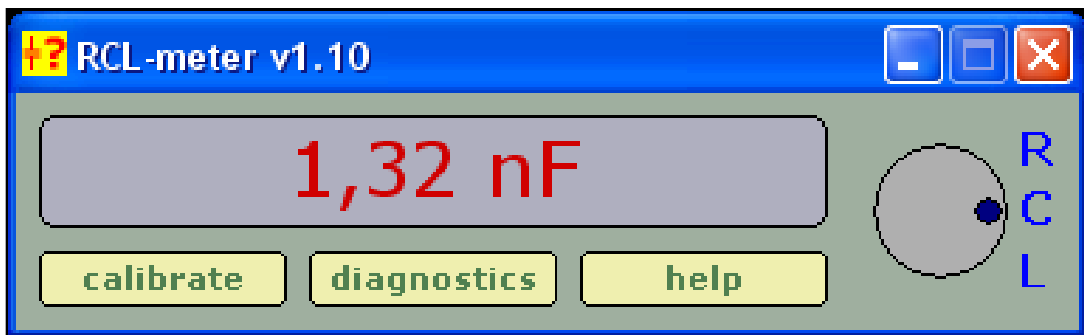 RCL-meter v1.10
1,32 nF
R
C
L
calibrate diagnostics help